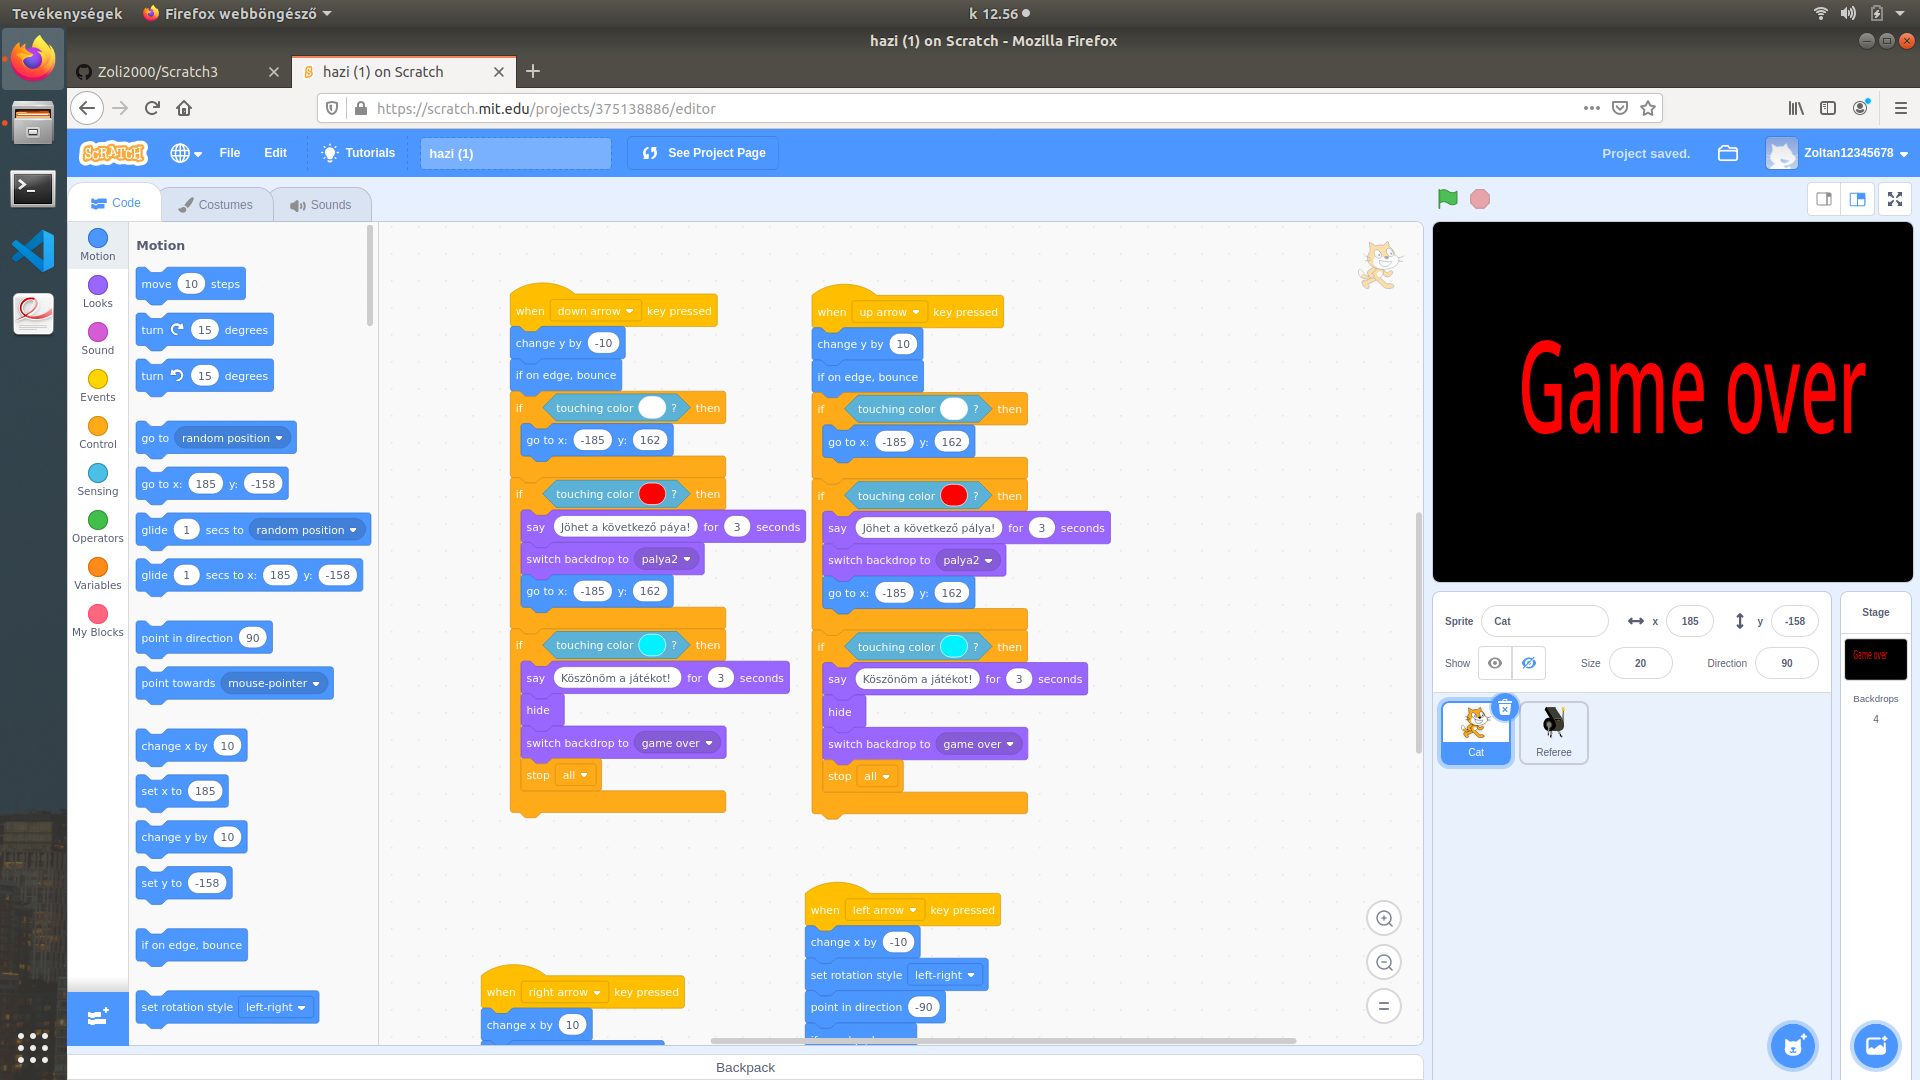 Tevékenységek
Firefox webböngésző
k 12.56
hazi (1) on Scratch - Mozilla Firefox
Zoli2000/Scratch3
hazi (1) on Scratch
https://scratch.mit.edu/projects/375138886/editor
SCRATCH
File
Edit
Tutorials
hazi (1)
See Project Page
Project saved.
Zoltan12345678
Code
Costumes
Sounds
Motion
Looks
Sound
Events
Control
Sensing
Operators
Variables
My Blocks
Motion
move 10 steps
turn 15 degrees
turn 15 degrees
go to random position
go to x: 185 y: -158
glide 1 secs to random position
glide 1 secs to x: 185 y: -158
point in direction 90
point towards mouse-pointer
change x by 10
set x to 185
change y by 10
set y to -158
if on edge, bounce
set rotation style left-right
when down arrow key pressed
change y by -10
if on edge, bounce
if touching color ? then
go to x: -185 y: 162
if touching color ? then
say Jöhet a következő páya! for 3 seconds
switch backdrop to palya2
go to x: -185 y: 162
if touching color ? then
say Köszönöm a játékot! for 3 seconds
hide
switch backdrop to game over
stop all
when up arrow key pressed
change y by 10
if on edge, bounce
if touching color ? then
go to x: -185 y: 162
if touching color ? then
say Jöhet a következő pálya! for 3 seconds
switch backdrop to palya2
go to x: -185 y: 162
if touching color ? then
say Köszönöm a játékot! for 3 seconds
hide
switch backdrop to game over
stop all
when right arrow key pressed
change x by 10
when left arrow key pressed
change x by -10
set rotation style left-right
point in direction -90
Backpack
Game over
Sprite Cat x 185 y -158
Show Size 20 Direction 90
Cat
Referee
Stage
Game over
Backdrops
4